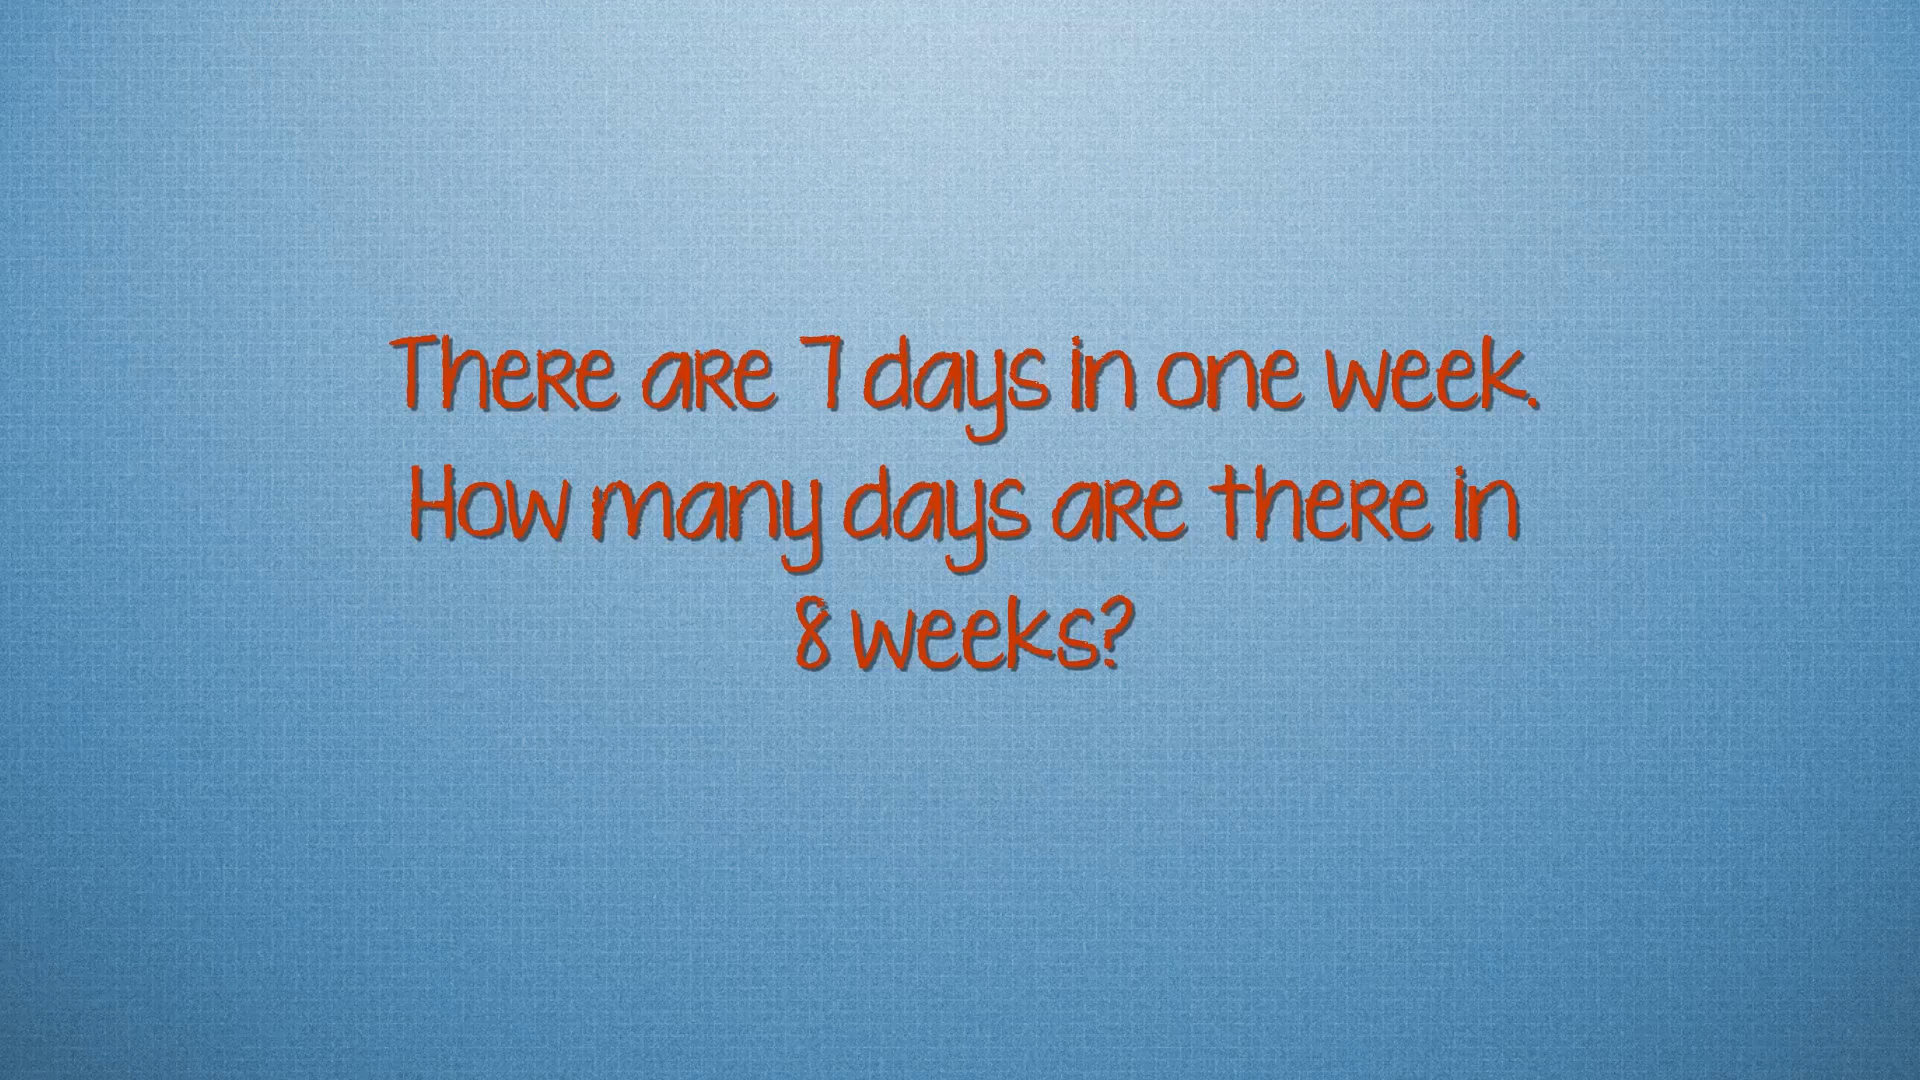 There are 7 days in one week.
How many days are there in
8 weeks?